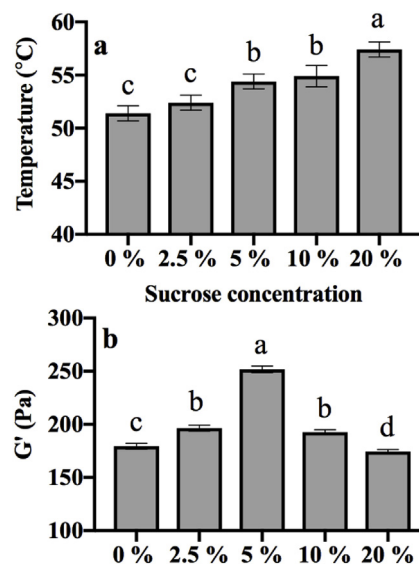 a
Temperature (°C)
60
55
50
45
40
c
c
b
b
a
0 %
2.5 %
5 %
10 %
20 %
Sucrose concentration
b
G' (Pa)
300
250
200
150
100
c
b
a
b
d
0 %
2.5 %
5 %
10 %
20 %